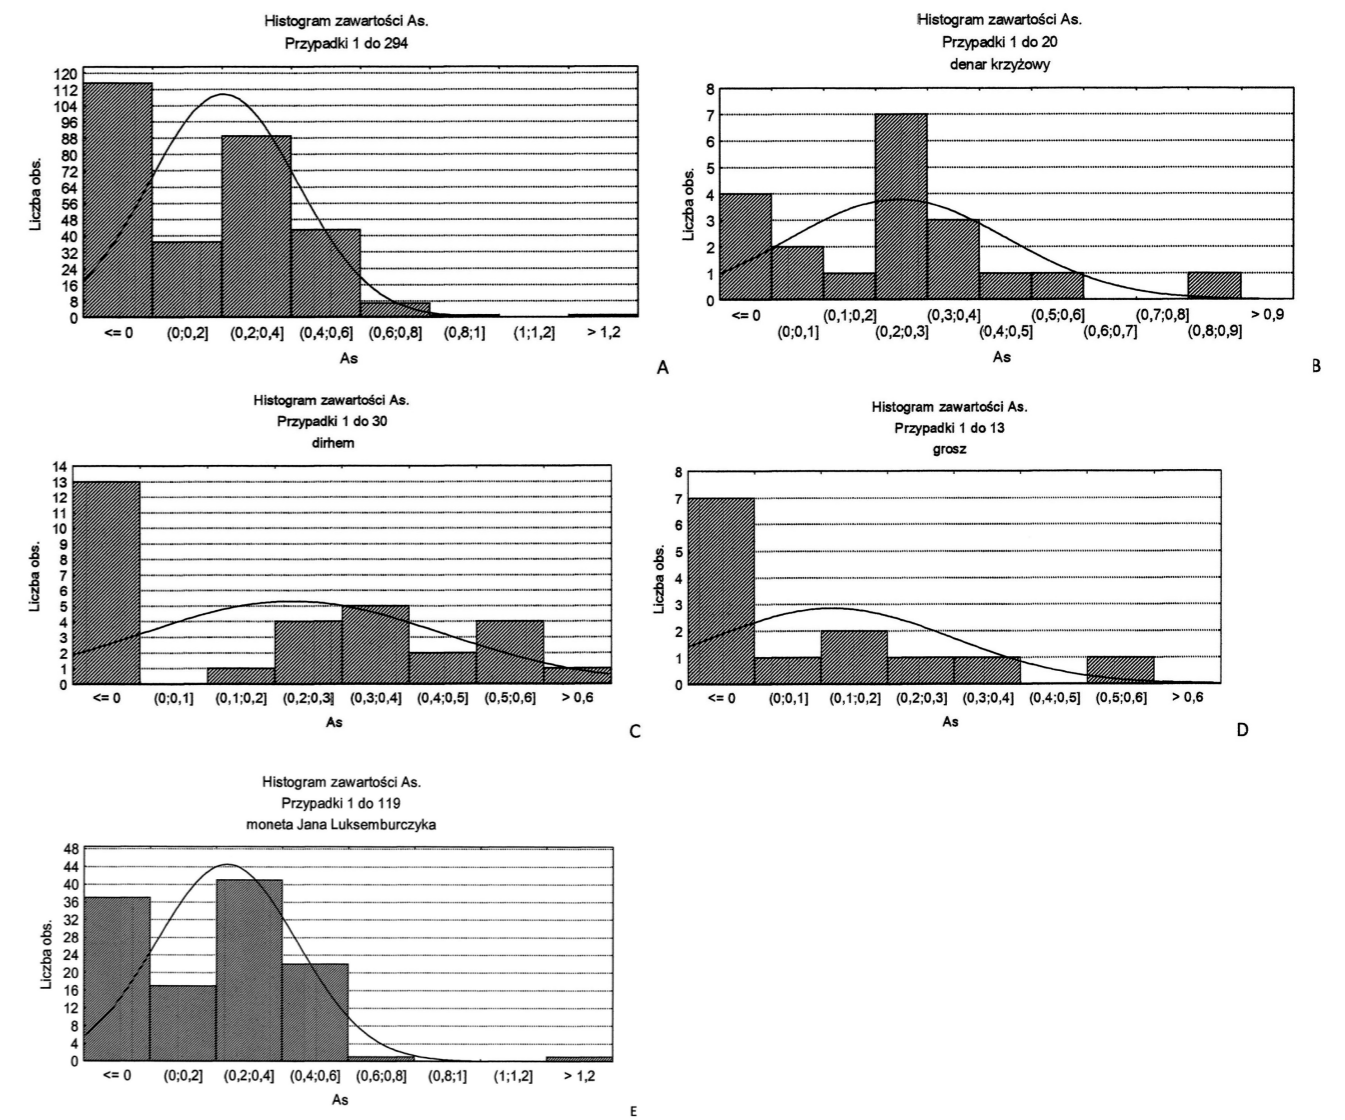 Histogram zawartości As.
Przypadki 1 do 294
120
112
104
96
88
80
72
64
56
48
40
32
24
16
8
0
Liczba obs.
<= 0 (0;0,2] (0,2;0,4] (0,4;0,6] (0,6;0,8] (0,8;1] (1;1,2] > 1,2
As
A
Histogram zawartości As.
Przypadki 1 do 20
denar krzyżowy
8
7
6
5
4
3
2
1
0
Liczba obs.
<= 0 (0,1;0,2] (0,3;0,4] (0,5;0,6] (0,7;0,8] > 0,9
(0;0,1] (0,2;0,3] (0,4;0,5] (0,6;0,7] (0,8;0,9]
As
B
Histogram zawartości As.
Przypadki 1 do 30
dirhem
14
13
12
11
10
9
8
7
6
5
4
3
2
1
0
Liczba obs.
<= 0 (0;0,1] (0,1;0,2] (0,2;0,3] (0,3;0,4] (0,4;0,5] (0,5;0,6] > 0,6
As
C
Histogram zawartości As.
Przypadki 1 do 13
grosz
8
7
6
5
4
3
2
1
0
Liczba obs.
<= 0 (0;0,1] (0,1;0,2] (0,2;0,3] (0,3;0,4] (0,4;0,5] (0,5;0,6] > 0,6
As
D
Histogram zawartości As.
Przypadki 1 do 119
moneta Jana Luksemburczyka
48
44
40
36
32
28
24
20
16
12
8
4
0
Liczba obs.
<= 0 (0;0,2] (0,2;0,4] (0,4;0,6] (0,6;0,8] (0,8;1] (1;1,2] > 1,2
As
E